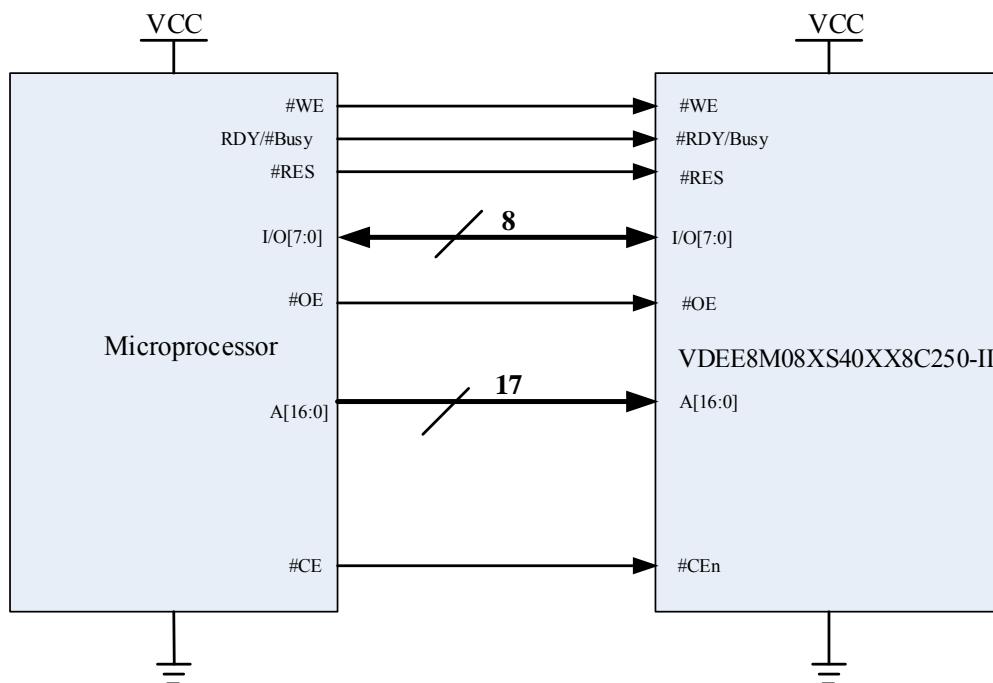 VCC
VCC
#WE
#WE
RDY/#Busy
#RDY/Busy
#RES
#RES
8
I/O[7:0]
I/O[7:0]
#OE
#OE
Microprocessor
VDEE8M08XS40XX8C250-II
17
A[16:0]
A[16:0]
#CE
#CEn